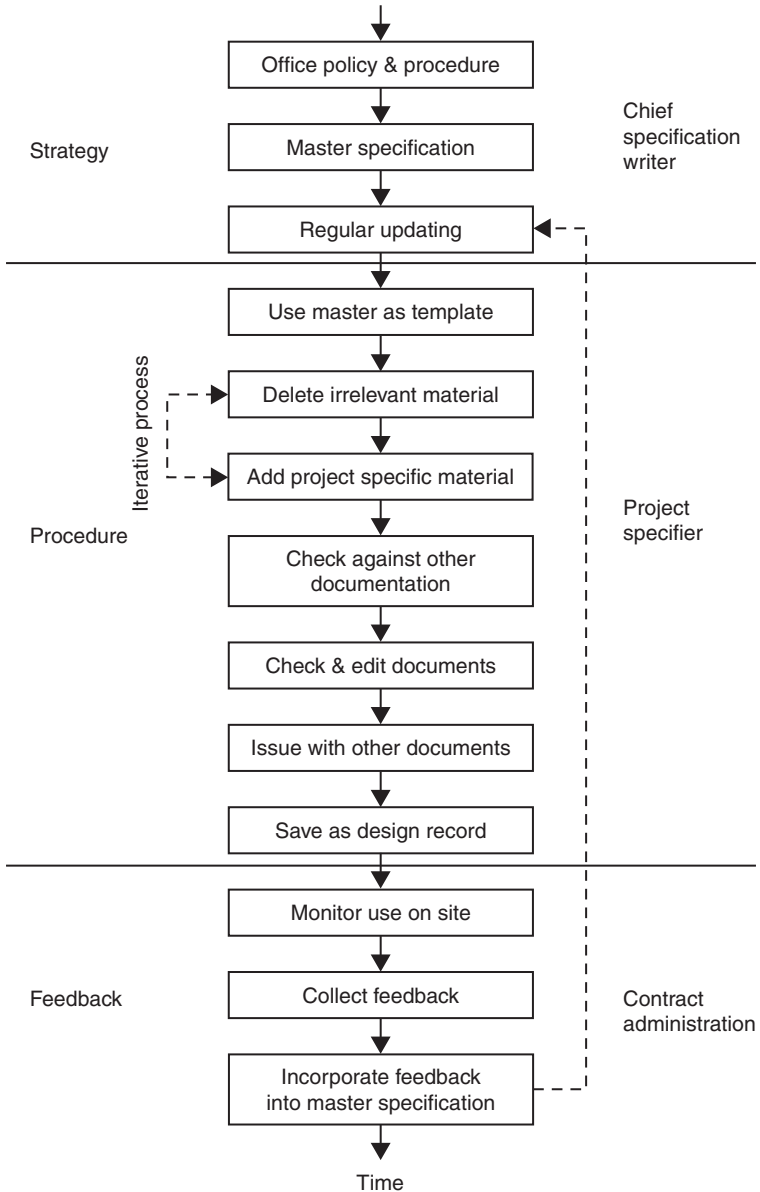 Office policy & procedure
Strategy
Master specification
Chief
specification
writer
Regular updating
Use master as template
Iterative process
Delete irrelevant material
Add project specific material
Procedure
Project
specifier
Check against other
documentation
Check & edit documents
Issue with other documents
Save as design record
Monitor use on site
Feedback
Collect feedback
Contract
administration
Incorporate feedback
into master specification
Time